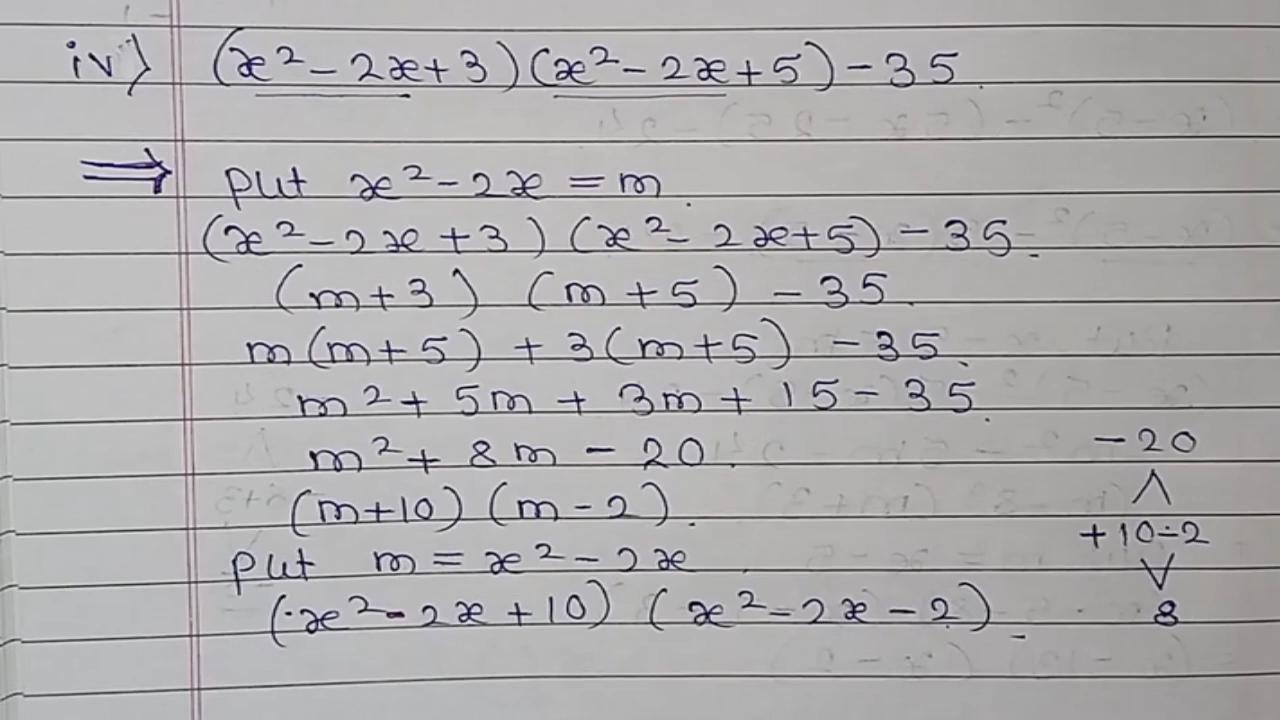 iv) (x² - 2x + 3) (x² - 2x + 5) - 35
⇒ put x² - 2x = m.
(x² - 2x + 3) (x² - 2x + 5) - 35.
(m + 3) (m + 5) - 35.
m(m + 5) + 3(m + 5) - 35.
m² + 5m + 3m + 15 - 35.
m² + 8m - 20.
(m + 10) (m - 2).
put m = x² - 2x
(x² - 2x + 10) (x² - 2x - 2).
-20
∧
+10 -2
∨
8